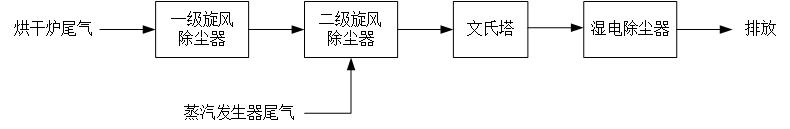 烘干炉尾气
一级旋风
除尘器
二级旋风
除尘器
文氏塔
湿电除尘器
排放
蒸汽发生器尾气